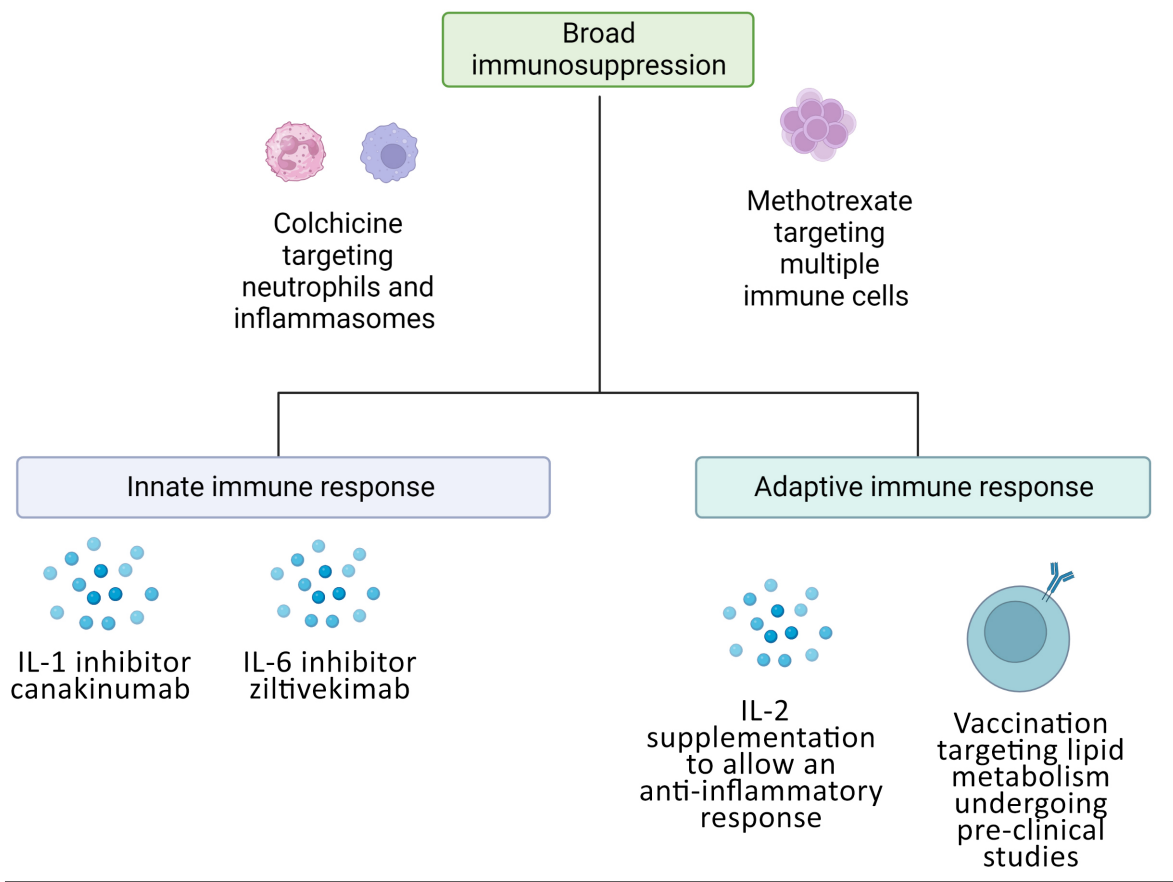 Broad
immunosuppression
Colchicine
targeting
neutrophils and
inflammasomes
Methotrexate
targeting
multiple
immune cells
Innate immune response
Adaptive immune response
IL-1 inhibitor
canakinumab
IL-6 inhibitor
ziltivekimab
IL-2
supplementation
to allow an
anti-inflammatory
response
Vaccination
targeting lipid
metabolism
undergoing
pre-clinical
studies